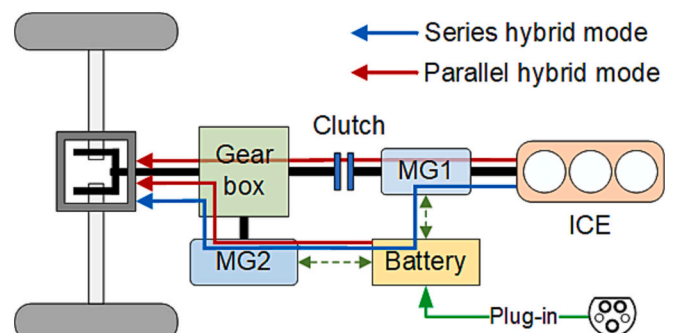 Series hybrid mode
Parallel hybrid mode
Clutch
Gear
box
MG1
ICE
MG2
Battery
Plug-in